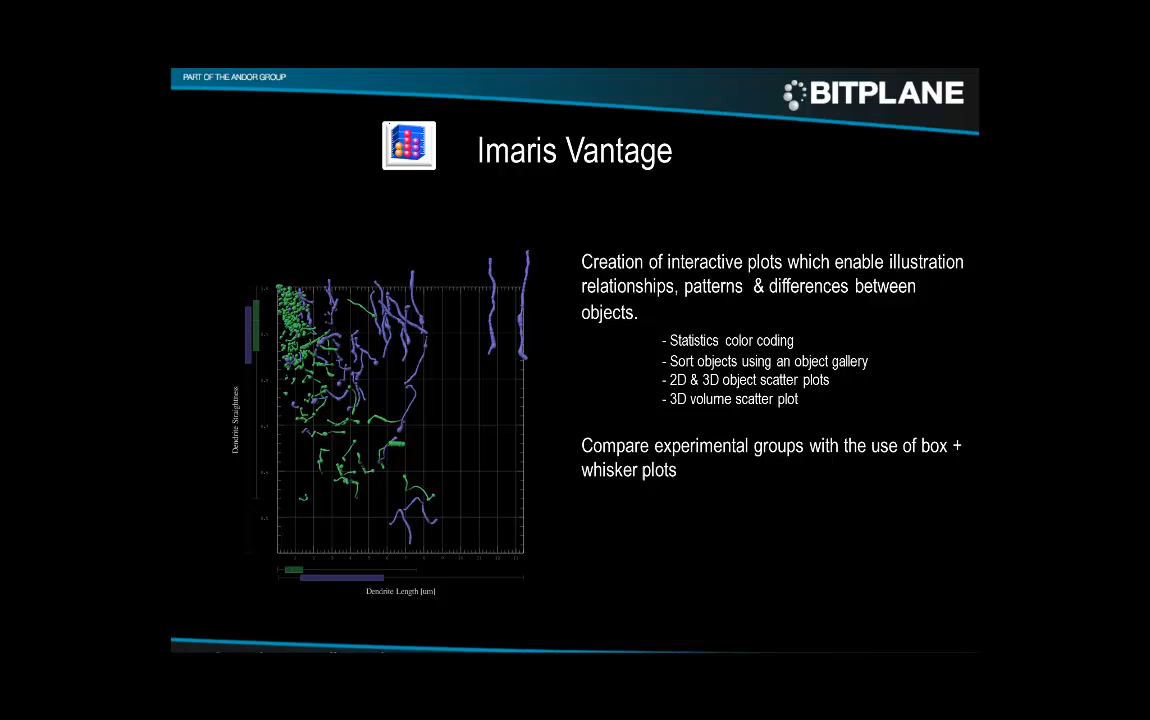 PART OF THE ANDOR GROUP
BITPLANE
Imaris Vantage
Creation of interactive plots which enable illustration
relationships, patterns & differences between
objects.
- Statistics color coding
- Sort objects using an object gallery
- 2D & 3D object scatter plots
- 3D volume scatter plot
Compare experimental groups with the use of box +
whisker plots
Dendrite Straightness
Dendrite Length [um]